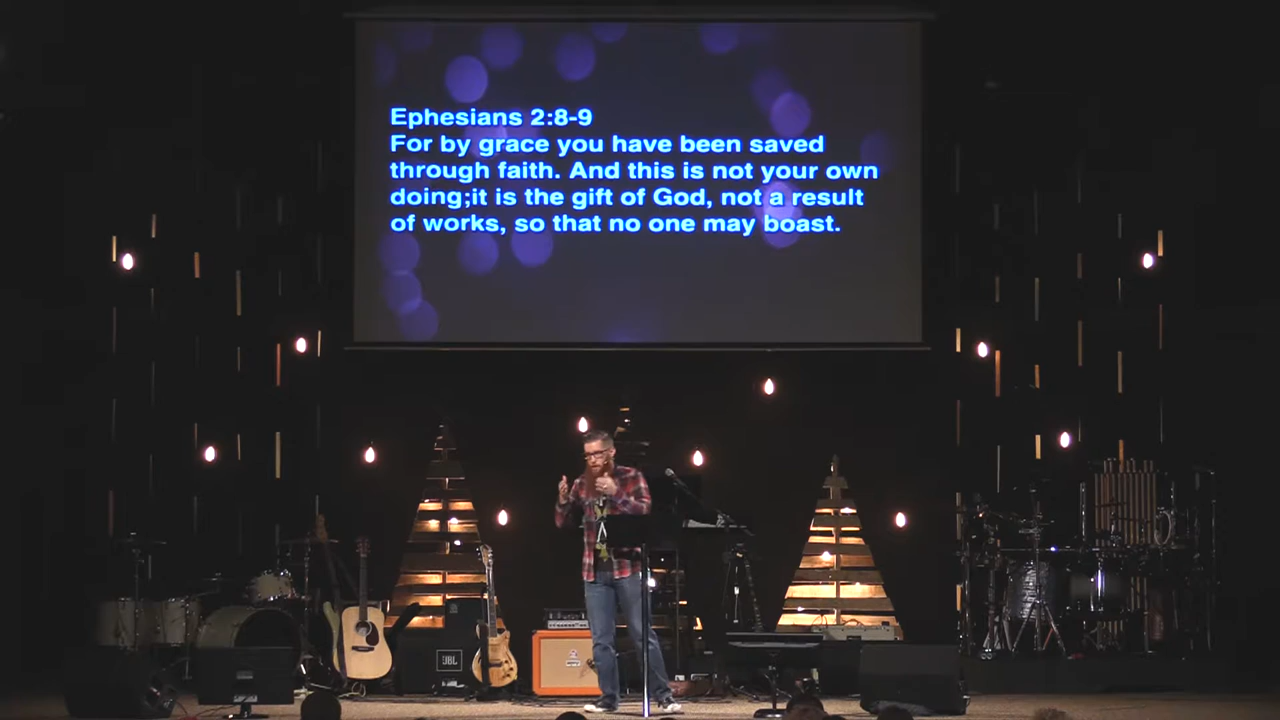 Ephesians 2:8-9
For by grace you have been saved
through faith. And this is not your own
doing;it is the gift of God, not a result
of works, so that no one may boast.
JBL